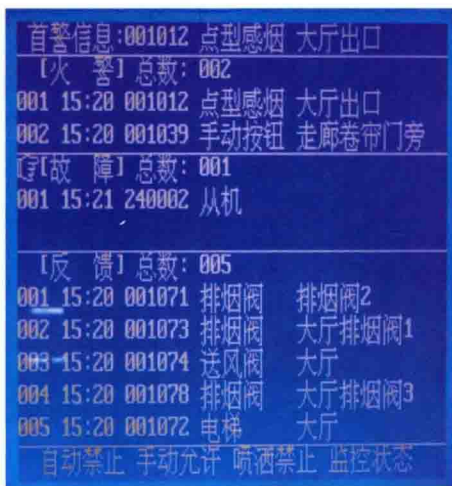 首警信息:001012 点型感烟 大厅出口
[火 警] 总数: 002
001 15:20 001012 点型感烟 大厅出口
002 15:20 001039 手动按钮 走廊卷帘门旁
[故 障] 总数: 001
001 15:21 240002 从机
[反 馈] 总数: 005
001 15:20 001071 排烟阀 排烟阀2
002 15:20 001073 排烟阀 大厅排烟阀1
003 15:20 001074 送风阀 大厅
004 15:20 001078 排烟阀 大厅排烟阀3
005 15:20 001072 电梯 大厅
自动禁止 手动允许 喷洒禁止 监控状态